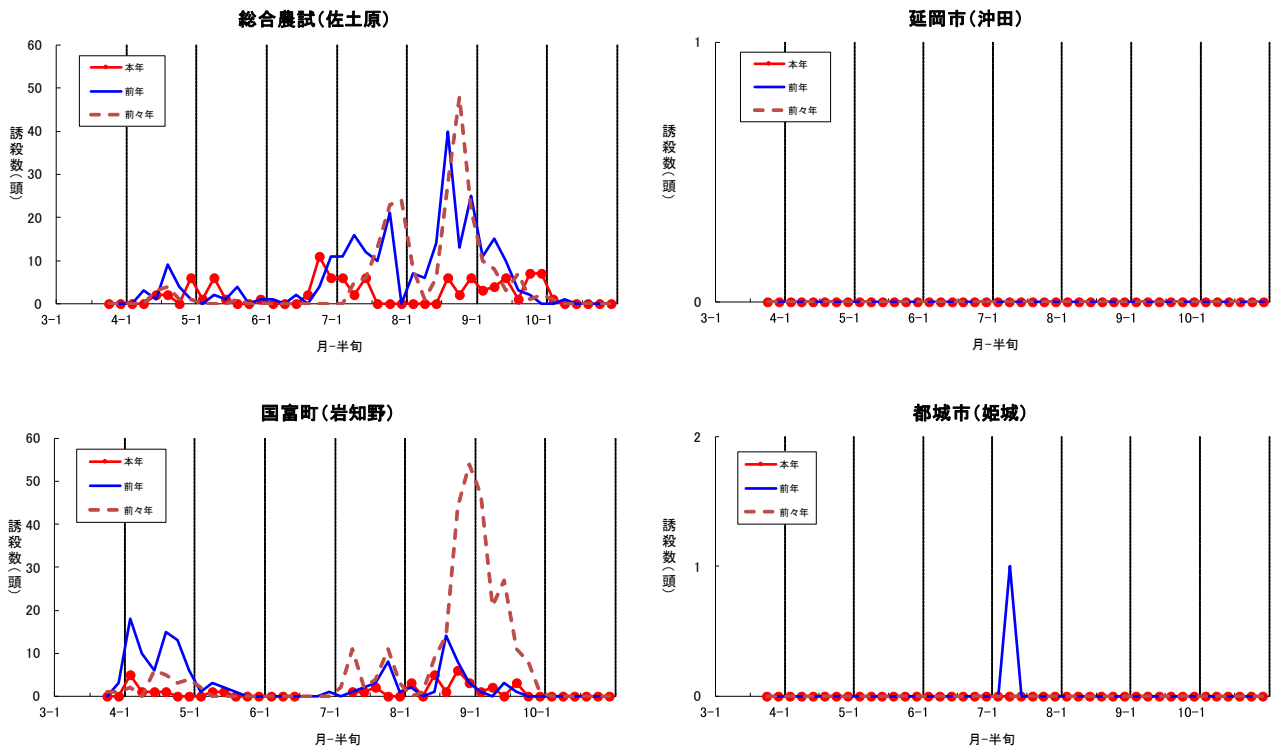 総合農試(佐土原)
60
50
40
30
20
10
0
誘殺数(頭)
本年
前年
前々年
3-1 4-1 5-1 6-1 7-1 8-1 9-1 10-1
月-半旬
延岡市(沖田)
1
0
誘殺数(頭)
本年
前年
前々年
3-1 4-1 5-1 6-1 7-1 8-1 9-1 10-1
月-半旬
国富町(岩知野)
60
50
40
30
20
10
0
誘殺数(頭)
本年
前年
前々年
3-1 4-1 5-1 6-1 7-1 8-1 9-1 10-1
月-半旬
都城市(姫城)
2
1
0
誘殺数(頭)
本年
前年
前々年
3-1 4-1 5-1 6-1 7-1 8-1 9-1 10-1
月-半旬